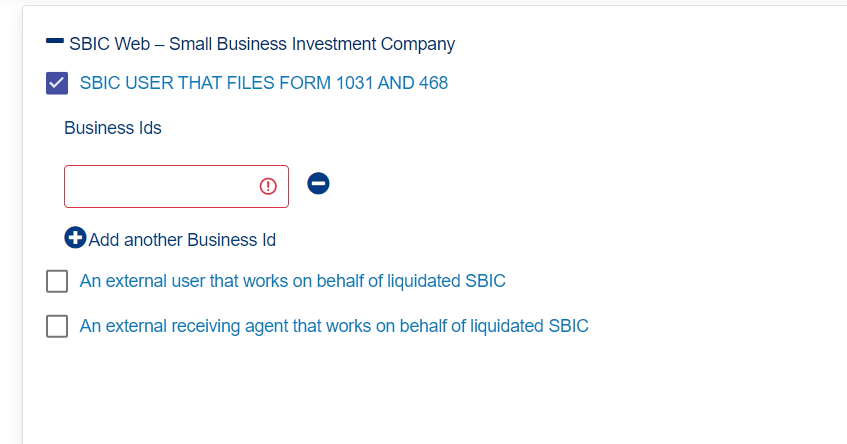 SBIC Web – Small Business Investment Company
SBIC USER THAT FILES FORM 1031 AND 468
Business Ids
Add another Business Id
An external user that works on behalf of liquidated SBIC
An external receiving agent that works on behalf of liquidated SBIC